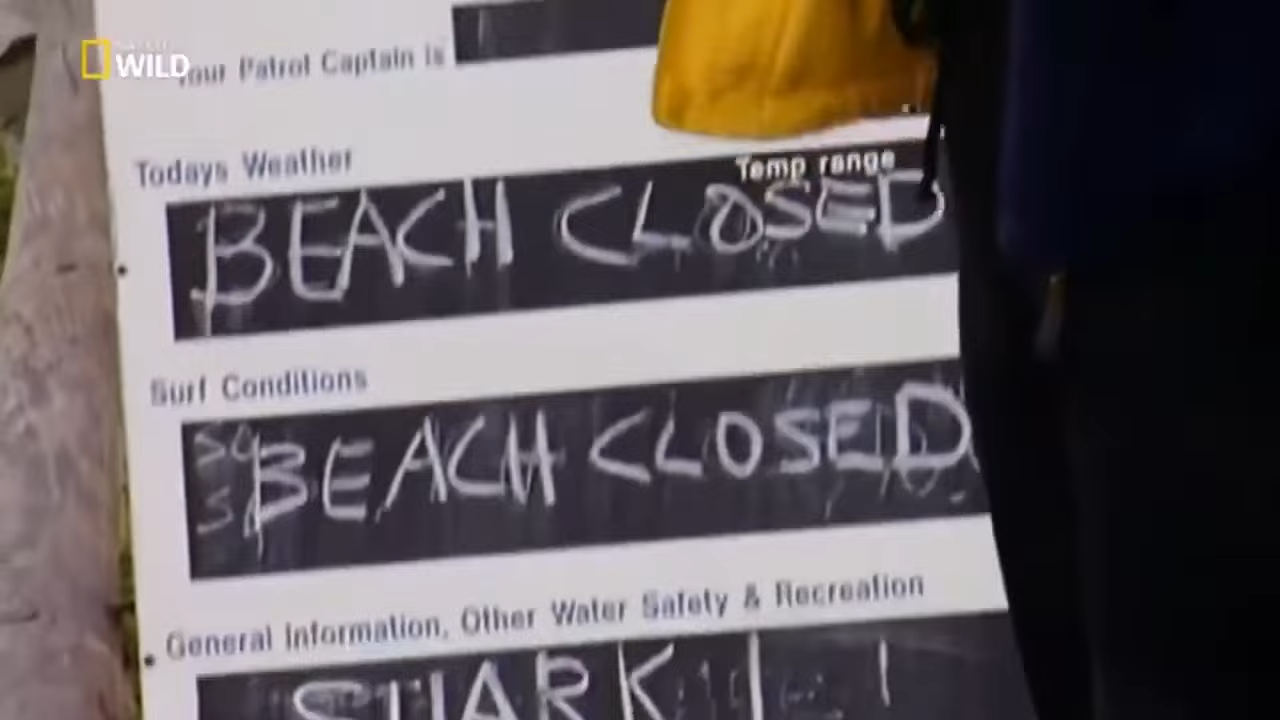 WILD
Your Patrol Captain is
Todays Weather
Temp range
BEACH CLOSED
Surf Conditions
BEACH CLOSED
General Information, Other Water Safety & Recreation
SHARK